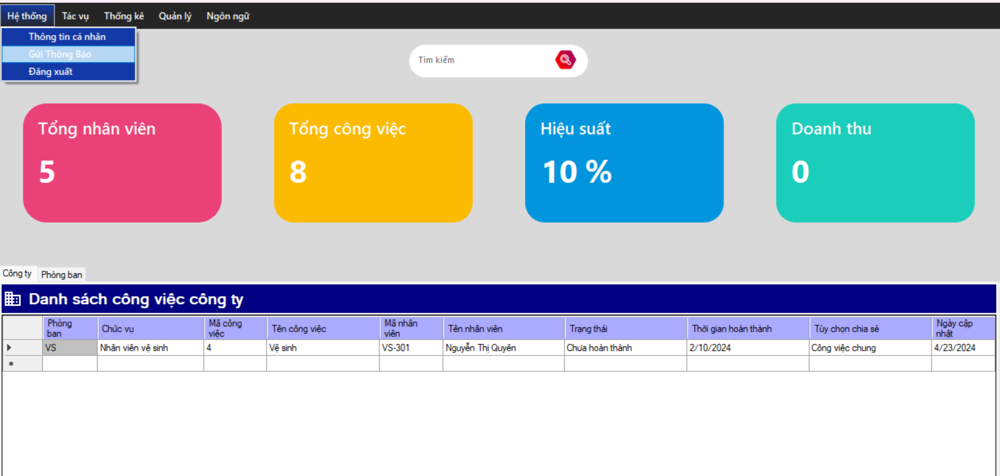 Hệ thống Tác vụ Thống kê Quản lý Ngôn ngữ
Thông tin cá nhân
Gửi Thông Báo
Đăng xuất
Tìm kiếm
Tổng nhân viên
5
Tổng công việc
8
Hiệu suất
10 %
Doanh thu
0
Công ty Phòng ban
Danh sách công việc công ty
Phòng ban Chức vụ Mã công việc Tên công việc Mã nhân viên Tên nhân viên Trạng thái Thời gian hoàn thành Tùy chọn chia sẻ Ngày cập nhật
VS Nhân viên vệ sinh 4 Vệ sinh VS-301 Nguyễn Thị Quyên Chưa hoàn thành 2/10/2024 Công việc chung 4/23/2024